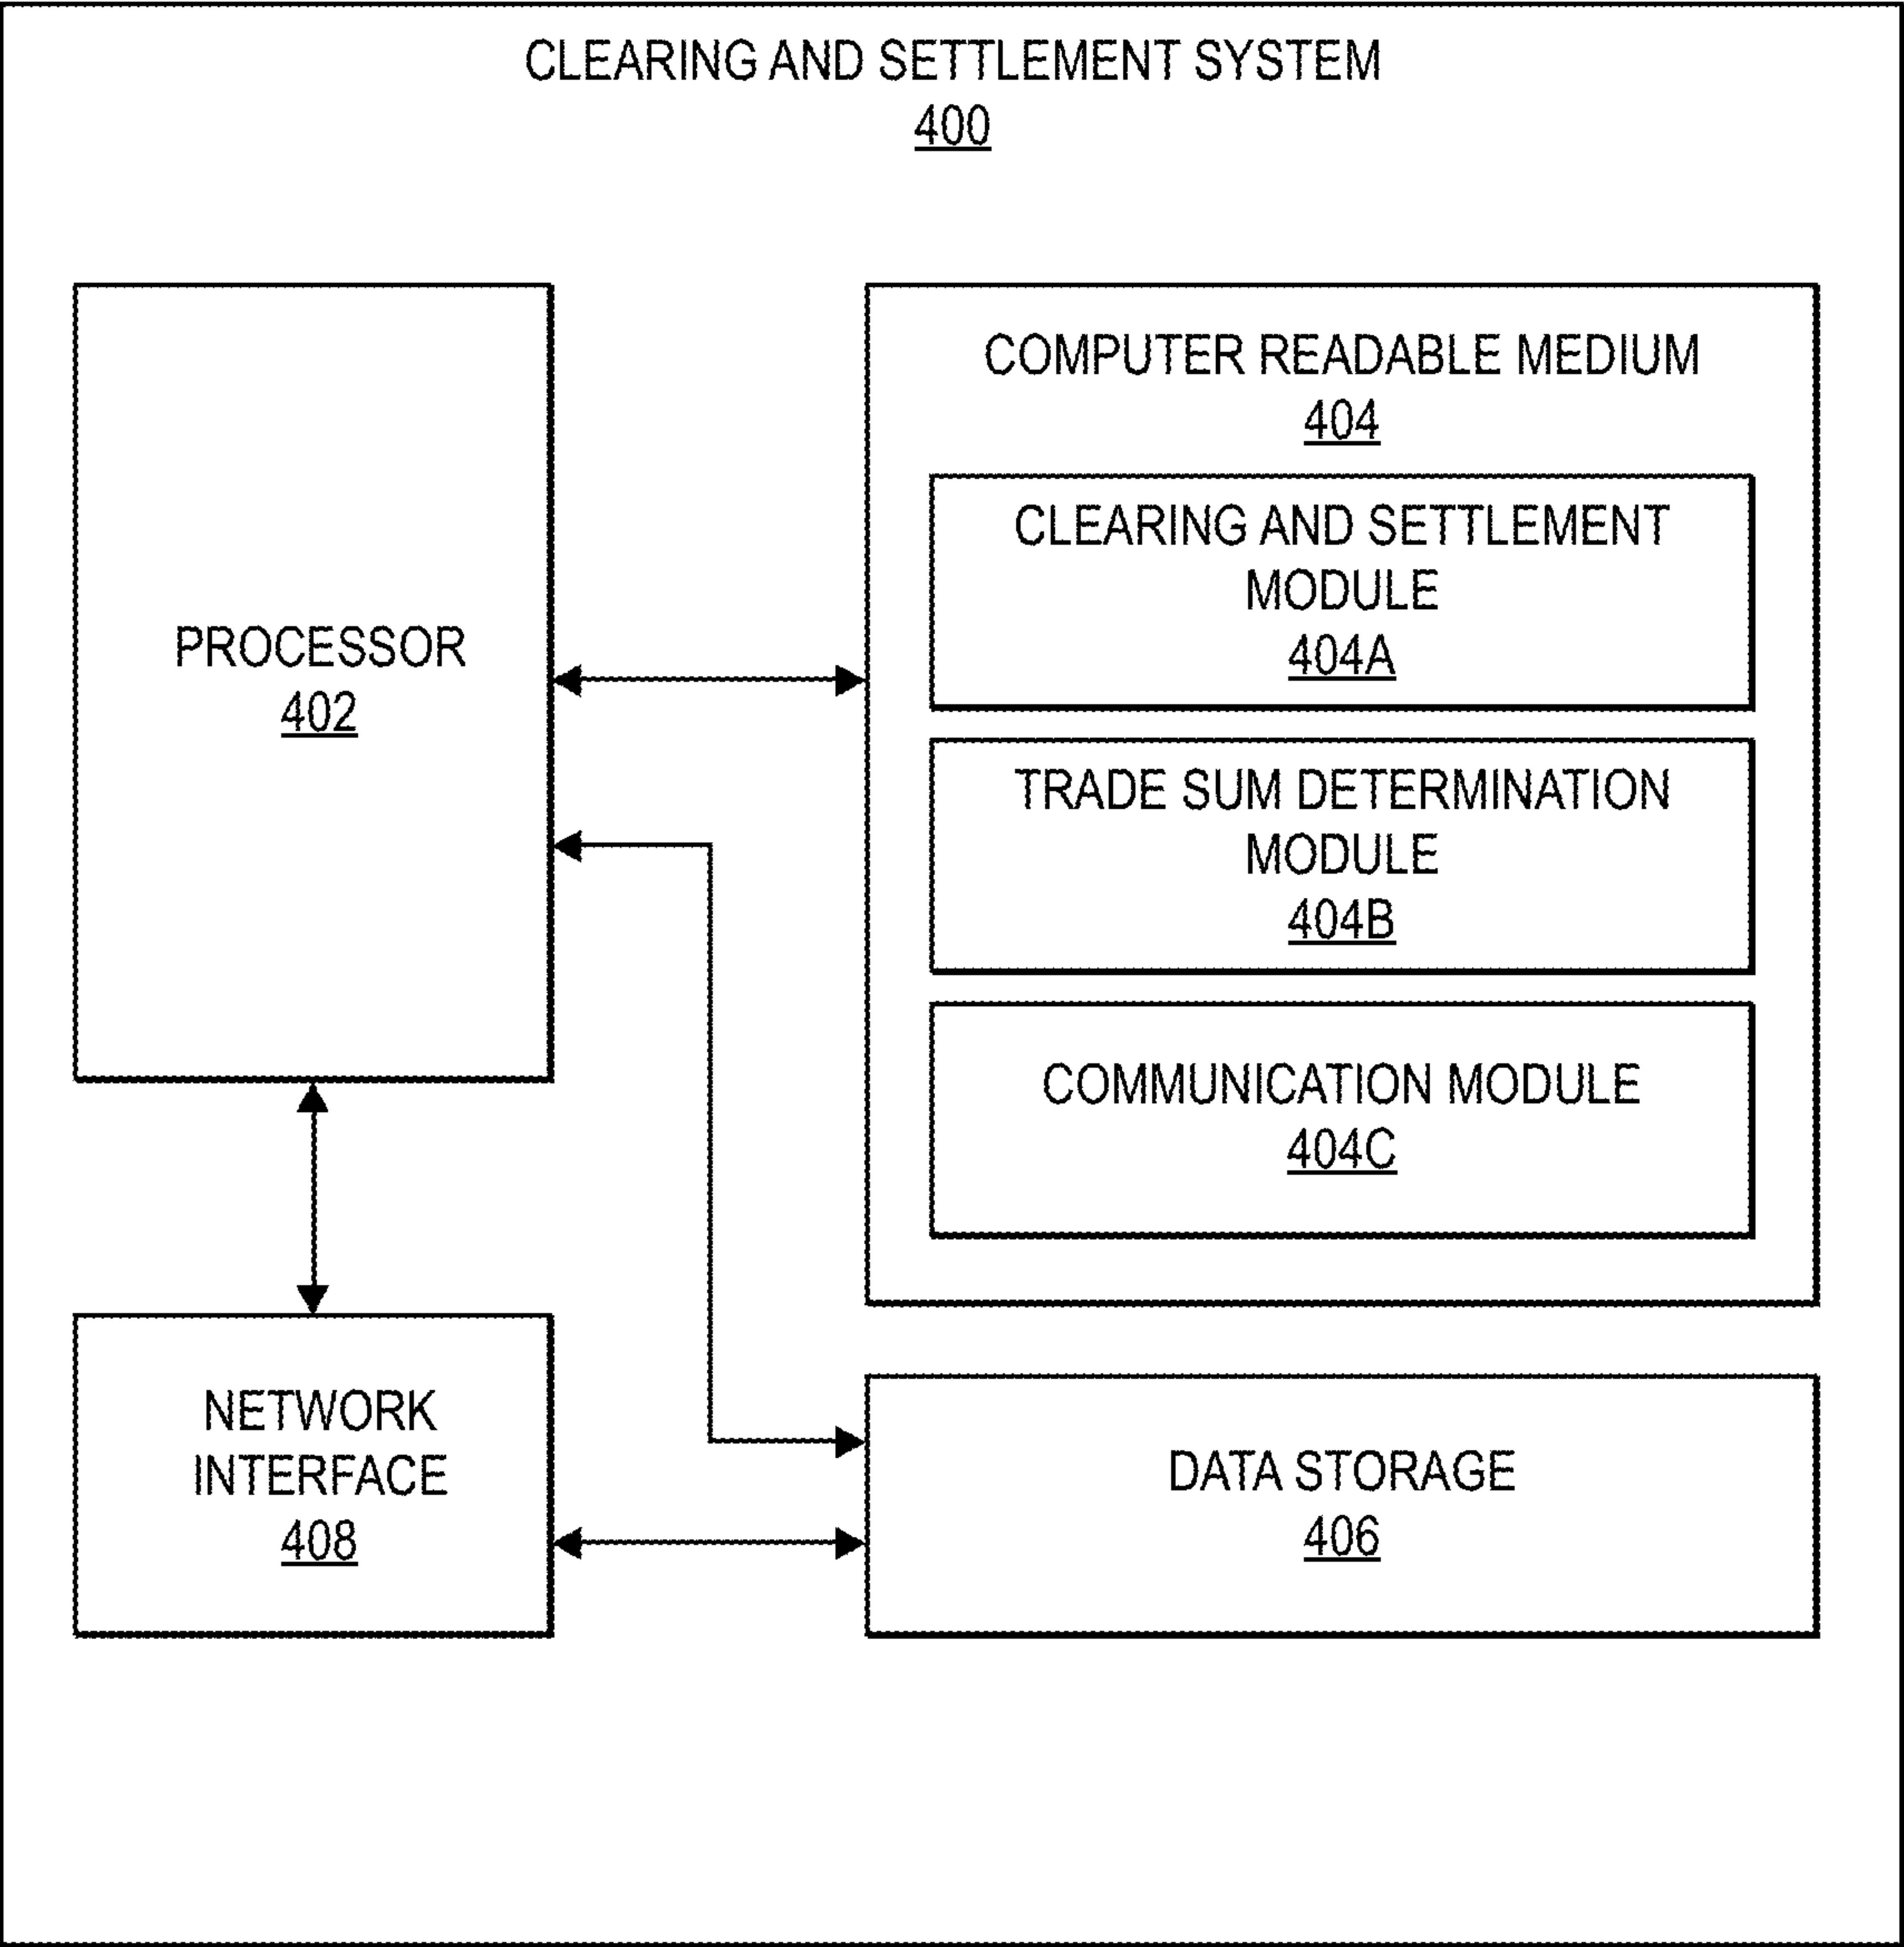 CLEARING AND SETTLEMENT SYSTEM
400
PROCESSOR
402
COMPUTER READABLE MEDIUM
404
CLEARING AND SETTLEMENT
MODULE
404A
TRADE SUM DETERMINATION
MODULE
404B
COMMUNICATION MODULE
404C
NETWORK
INTERFACE
408
DATA STORAGE
406